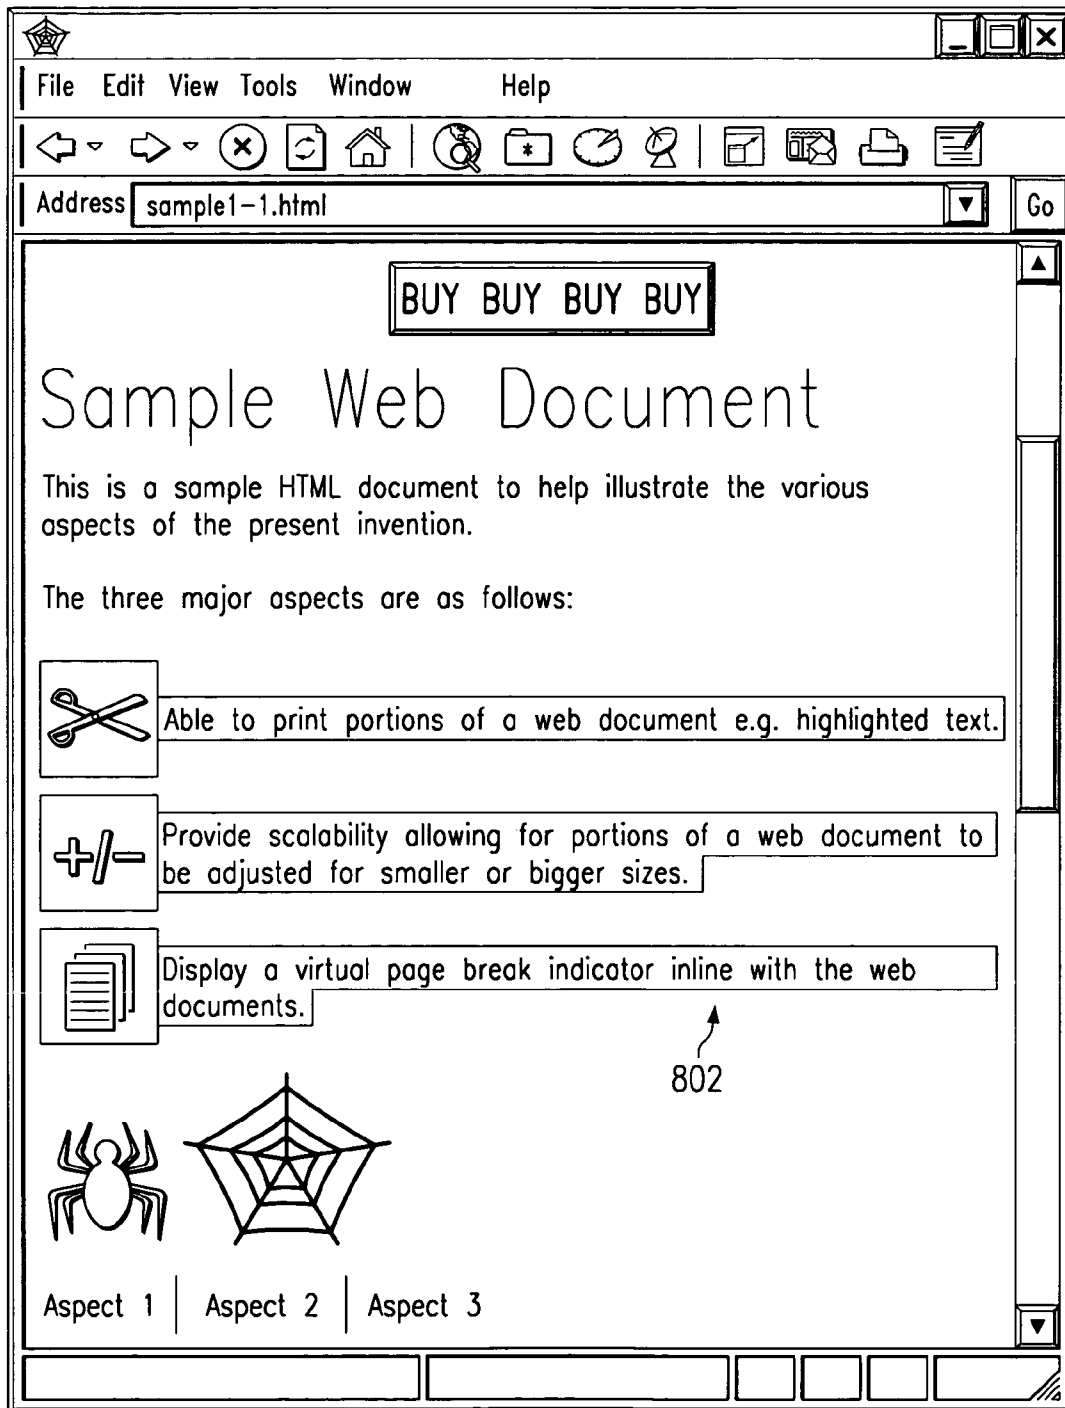 File Edit View Tools Window Help
Address sample1-1.html Go
BUY BUY BUY BUY
Sample Web Document
This is a sample HTML document to help illustrate the various
aspects of the present invention.
The three major aspects are as follows:
Able to print portions of a web document e.g. highlighted text.
+/-
Provide scalability allowing for portions of a web document to
be adjusted for smaller or bigger sizes.
Display a virtual page break indicator inline with the web
documents.
802
Aspect 1 | Aspect 2 | Aspect 3